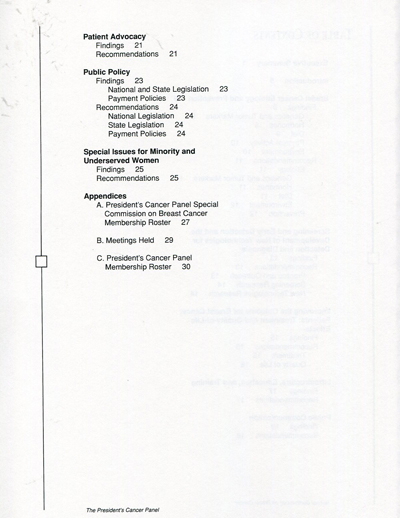 Patient Advocacy
Findings 21
Recommendations 21
Public Policy
Findings 23
National and State Legislation 23
Payment Policies 23
Recommendations 24
National Legislation 24
State Legislation 24
Payment Policies 24
Special Issues for Minority and
Underserved Women
Findings 25
Recommendations 25
Appendices
A. President's Cancer Panel Special
Commission on Breast Cancer
Membership Roster 27
B. Meetings Held 29
C. President's Cancer Panel
Membership Roster 30
The President's Cancer Panel